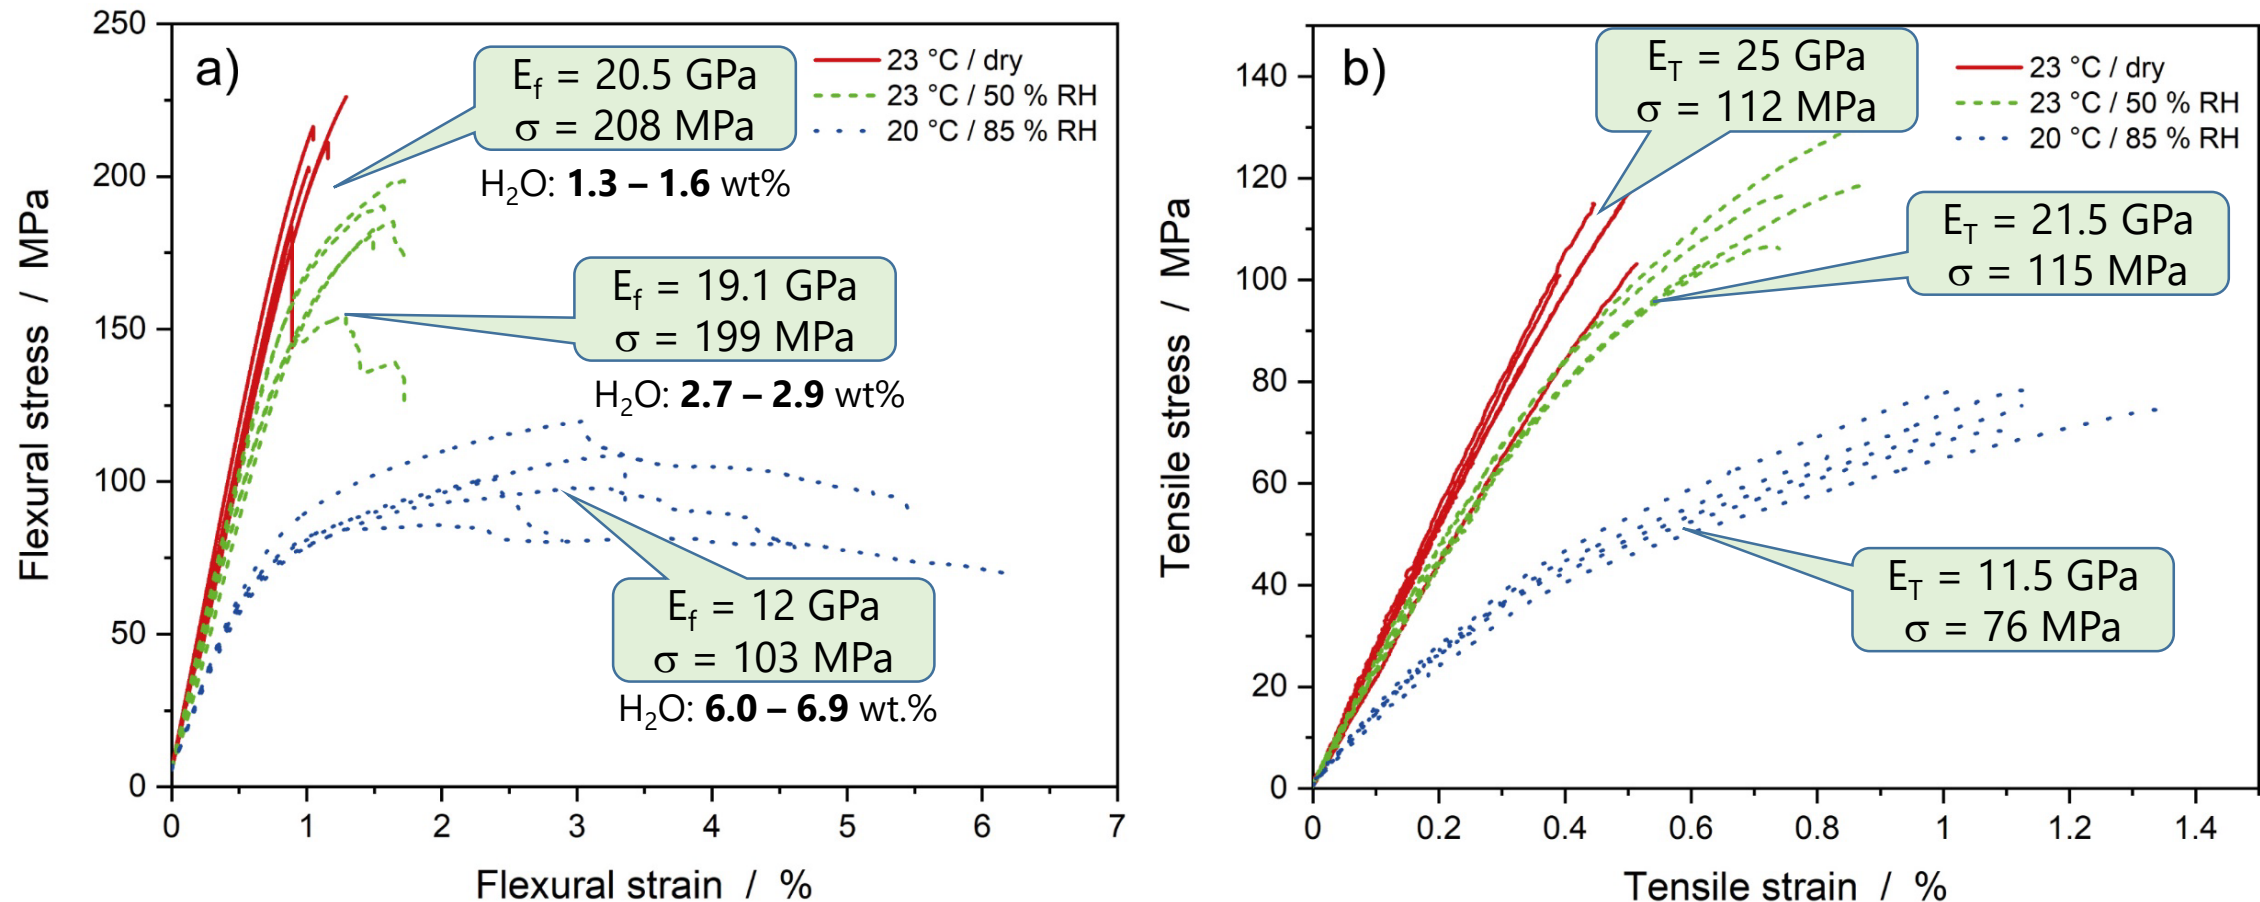 a)
E_f = 20.5 GPa
σ = 208 MPa
H₂O: 1.3 – 1.6 wt%
23 °C / dry
23 °C / 50 % RH
20 °C / 85 % RH
E_f = 19.1 GPa
σ = 199 MPa
H₂O: 2.7 – 2.9 wt%
E_f = 12 GPa
σ = 103 MPa
H₂O: 6.0 – 6.9 wt.%
Flexural stress / MPa
250
200
150
100
50
0
0 1 2 3 4 5 6 7
Flexural strain / %
b)
E_T = 25 GPa
σ = 112 MPa
23 °C / dry
23 °C / 50 % RH
20 °C / 85 % RH
E_T = 21.5 GPa
σ = 115 MPa
E_T = 11.5 GPa
σ = 76 MPa
Tensile stress / MPa
140
120
100
80
60
40
20
0
0 0.2 0.4 0.6 0.8 1 1.2 1.4
Tensile strain / %